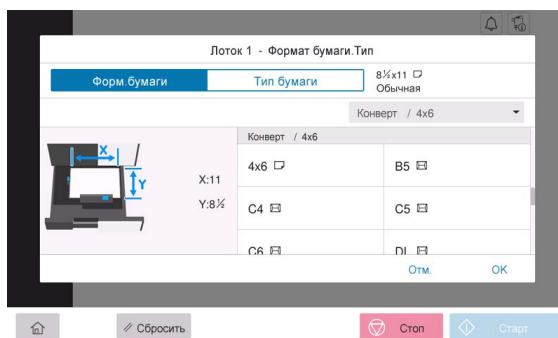 Лоток 1 - Формат бумаги.Тип
Форм.бумаги
Тип бумаги
8½x11
Обычная
Конверт / 4x6
X
Y
X:11
Y:8½
Конверт / 4x6
4x6
B5
C4
C5
C6
DL
Отм.
OK
Сбросить
Стоп
Старт